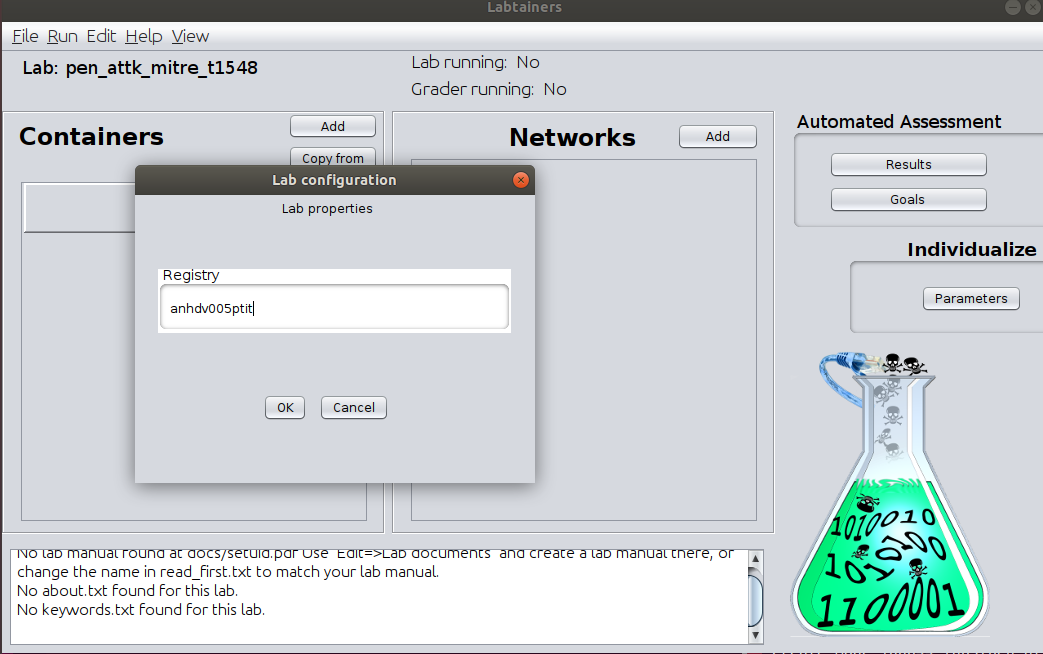 Labtainers
File Run Edit Help View
Lab: pen_attk_mitre_t1548
Lab running: No
Grader running: No
Containers
Add
Copy from
Networks
Add
Automated Assessment
Results
Goals
Individualize
Parameters
Lab configuration
Lab properties
Registry
anhdv005ptit
OK
Cancel
No lab manual found at docs/setuid.pdf Use Edit=>Lab documents and create a lab manual there, or
change the name in read_first.txt to match your lab manual.
No about.txt found for this lab.
No keywords.txt found for this lab.
1010010
1010100
1100001